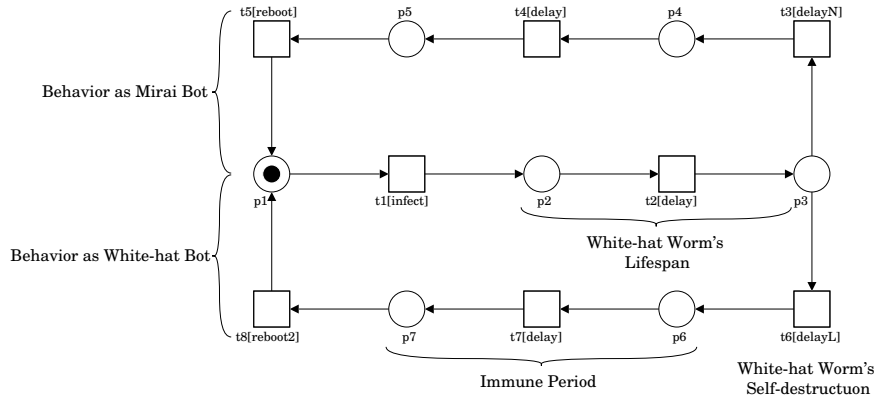 t5[reboot]
p5
t4[delay]
p4
t3[delayN]
Behavior as Mirai Bot
p1
t1[infect]
p2
t2[delay]
p3
White-hat Worm's
Lifespan
Behavior as White-hat Bot
t8[reboot2]
p7
t7[delay]
p6
t6[delayL]
Immune Period
White-hat Worm's
Self-destructuon